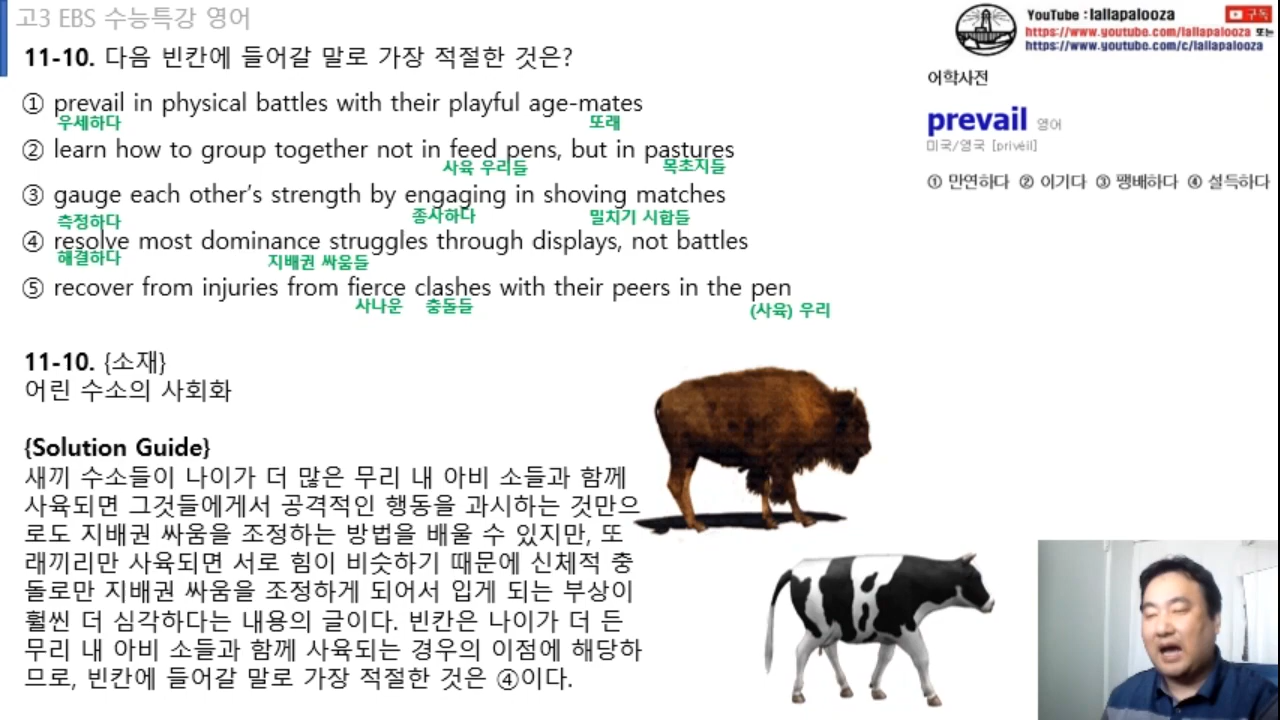 고3 EBS 수능특강 영어
11-10. 다음 빈칸에 들어갈 말로 가장 적절한 것은?
① prevail in physical battles with their playful age-mates
우세하다 또래
② learn how to group together not in feed pens, but in pastures
사육 우리들 목초지들
③ gauge each other's strength by engaging in shoving matches
측정하다 종사하다 밀치기 시합들
④ resolve most dominance struggles through displays, not battles
해결하다 지배권 싸움들
⑤ recover from injuries from fierce clashes with their peers in the pen
사나운 충돌들 (사육) 우리
11-10. {소재}
어린 수소의 사회화
{Solution Guide}
새끼 수소들이 나이가 더 많은 무리 내 아비 소들과 함께
사육되면 그것들에게서 공격적인 행동을 과시하는 것만으
로도 지배권 싸움을 조정하는 방법을 배울 수 있지만, 또
래끼리만 사육되면 서로 힘이 비슷하기 때문에 신체적 충
돌로만 지배권 싸움을 조정하게 되어서 입게 되는 부상이
훨씬 더 심각하다는 내용의 글이다. 빈칸은 나이가 더 든
무리 내 아비 소들과 함께 사육되는 경우의 이점에 해당하
므로, 빈칸에 들어갈 말로 가장 적절한 것은 ④이다.
YouTube : lallapalooza
구독
https://www.youtube.com/lallapalooza 또는
https://www.youtube.com/c/lallapalooza
어학사전
prevail 영어
미국/영국 [privéil]
① 만연하다 ② 이기다 ③ 팽배하다 ④ 설득하다